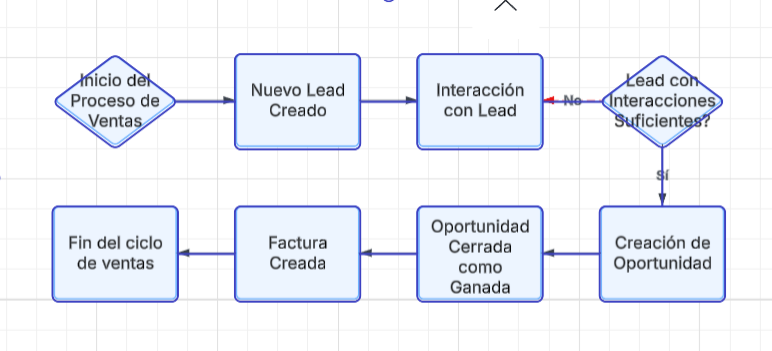 Inicio del
Proceso de
Ventas
Nuevo Lead
Creado
Interacción
con Lead
No
Lead con
Interacciones
Suficientes?
Sí
Fin del ciclo
de ventas
Factura
Creada
Oportunidad
Cerrada
como
Ganada
Creación de
Oportunidad